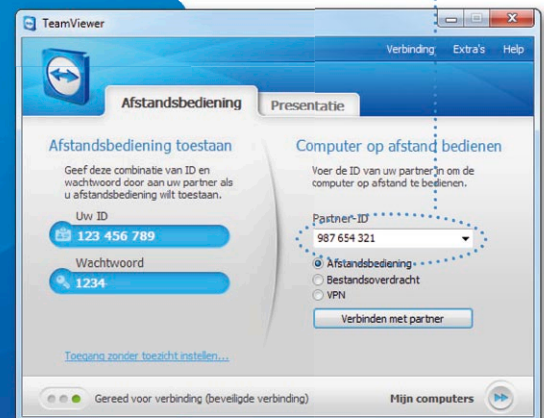 TeamViewer
Verbinding Extra's Help
Afstandsbediening Presentatie
Afstandsbediening toestaan
Geef deze combinatie van ID en
wachtwoord door aan uw partner als
u afstandsbediening wilt toestaan.
Uw ID
123 456 789
Wachtwoord
1234
Toegang zonder toezicht instellen...
Computer op afstand bedienen
Voer de ID van uw partner in om de
computer op afstand te bedienen.
Partner-ID
987 654 321
Afstandsbediening
Bestandsoverdracht
VPN
Verbinden met partner
Gereed voor verbinding (beveiligde verbinding)
Mijn computers